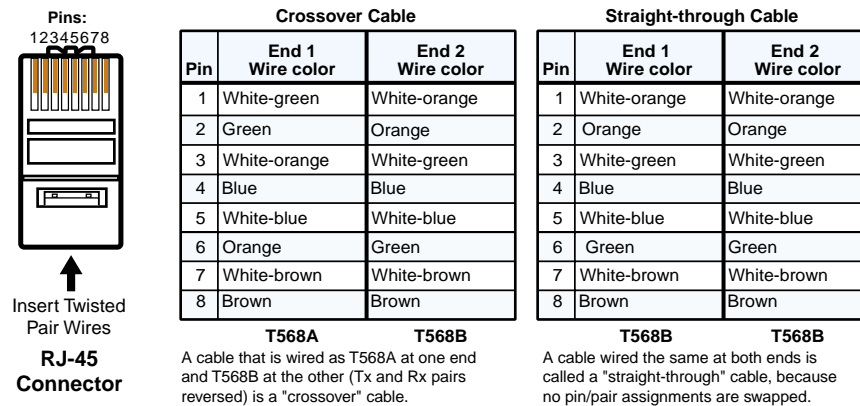 Pins:
12345678
Insert Twisted
Pair Wires
RJ-45
Connector
Crossover Cable
Pin End 1 Wire color End 2 Wire color
1 White-green White-orange
2 Green Orange
3 White-orange White-green
4 Blue Blue
5 White-blue White-blue
6 Orange Green
7 White-brown White-brown
8 Brown Brown
T568A T568B
A cable that is wired as T568A at one end
and T568B at the other (Tx and Rx pairs
reversed) is a "crossover" cable.
Straight-through Cable
Pin End 1 Wire color End 2 Wire color
1 White-orange White-orange
2 Orange Orange
3 White-green White-green
4 Blue Blue
5 White-blue White-blue
6 Green Green
7 White-brown White-brown
8 Brown Brown
T568B T568B
A cable wired the same at both ends is
called a "straight-through" cable, because
no pin/pair assignments are swapped.